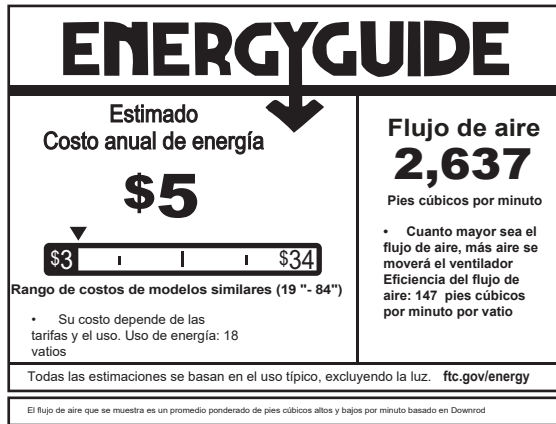 ENERGYGUIDE
Estimado
Costo anual de energía
$5
$3 $34
Rango de costos de modelos similares (19 "- 84")
• Su costo depende de las
tarifas y el uso. Uso de energía: 18
vatios
Flujo de aire
2,637
Pies cúbicos por minuto
• Cuanto mayor sea el
flujo de aire, más aire se
moverá el ventilador
Eficiencia del flujo de
aire: 147 pies cúbicos
por minuto por vatio
Todas las estimaciones se basan en el uso típico, excluyendo la luz. ftc.gov/energy
El flujo de aire que se muestra es un promedio ponderado de pies cúbicos altos y bajos por minuto basado en Downrod